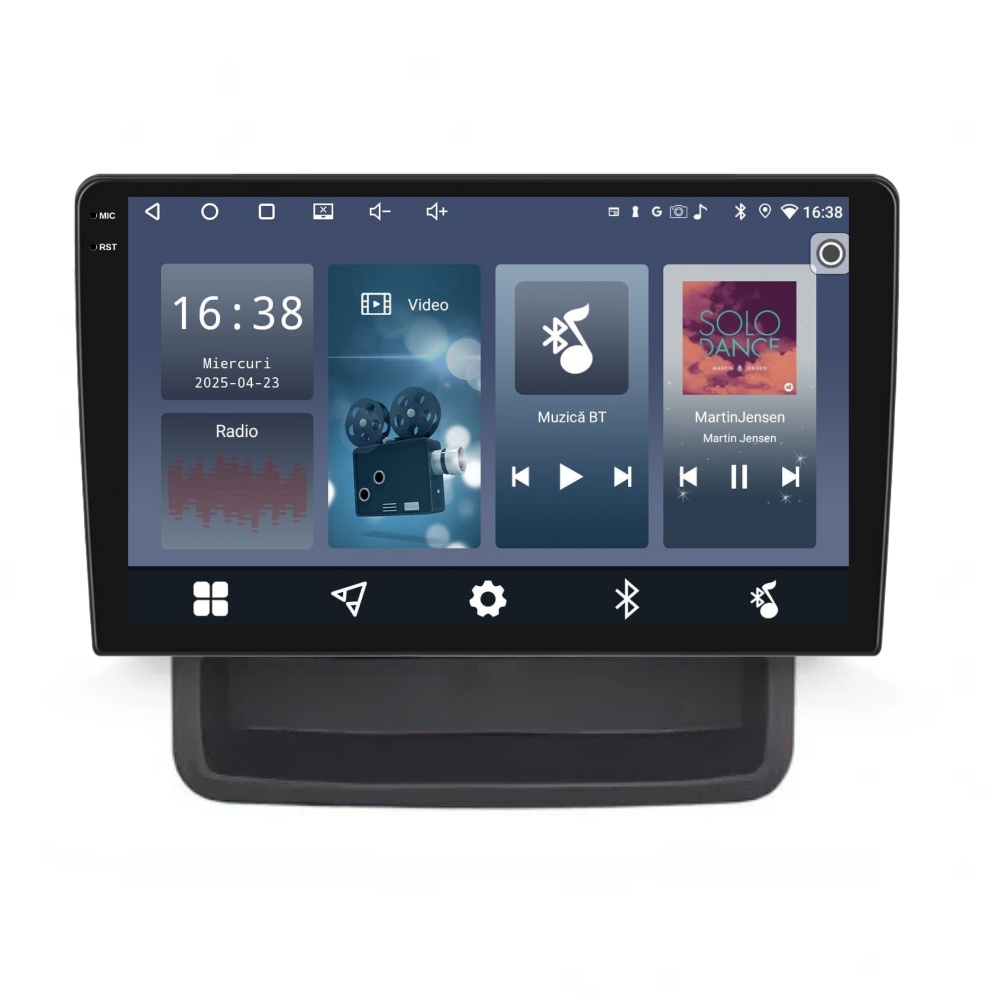 MIC
RST
G
16:38
16:38
Miercuri
2025-04-23
Radio
Video
Muzică BT
SOLO
DANCE
MARTIN JENSEN
MartinJensen
Martin Jensen